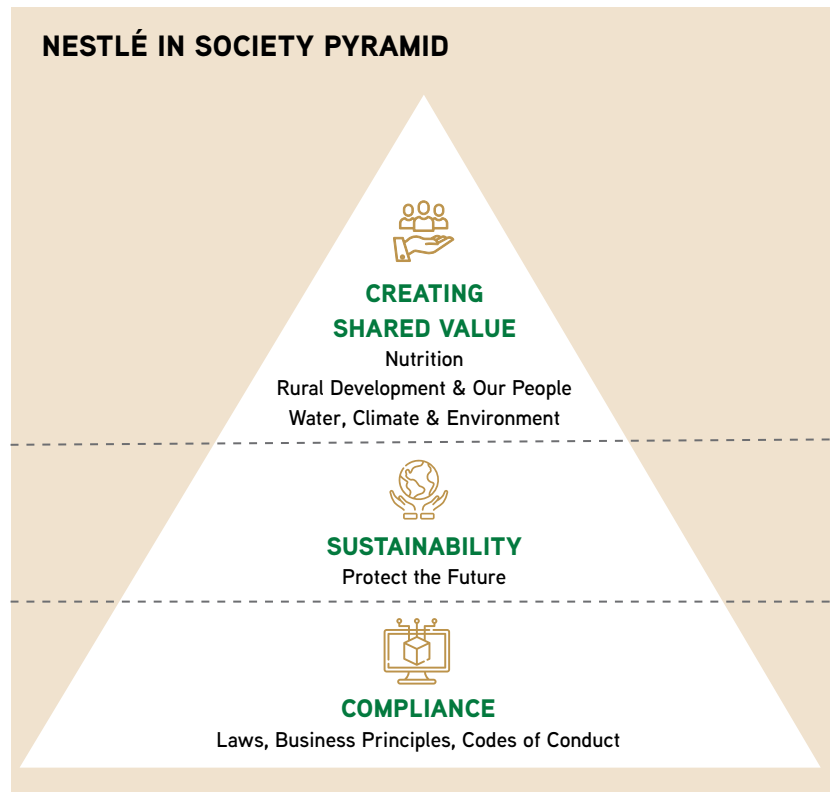 NESTLÉ IN SOCIETY PYRAMID
CREATING
SHARED VALUE
Nutrition
Rural Development & Our People
Water, Climate & Environment
SUSTAINABILITY
Protect the Future
COMPLIANCE
Laws, Business Principles, Codes of Conduct